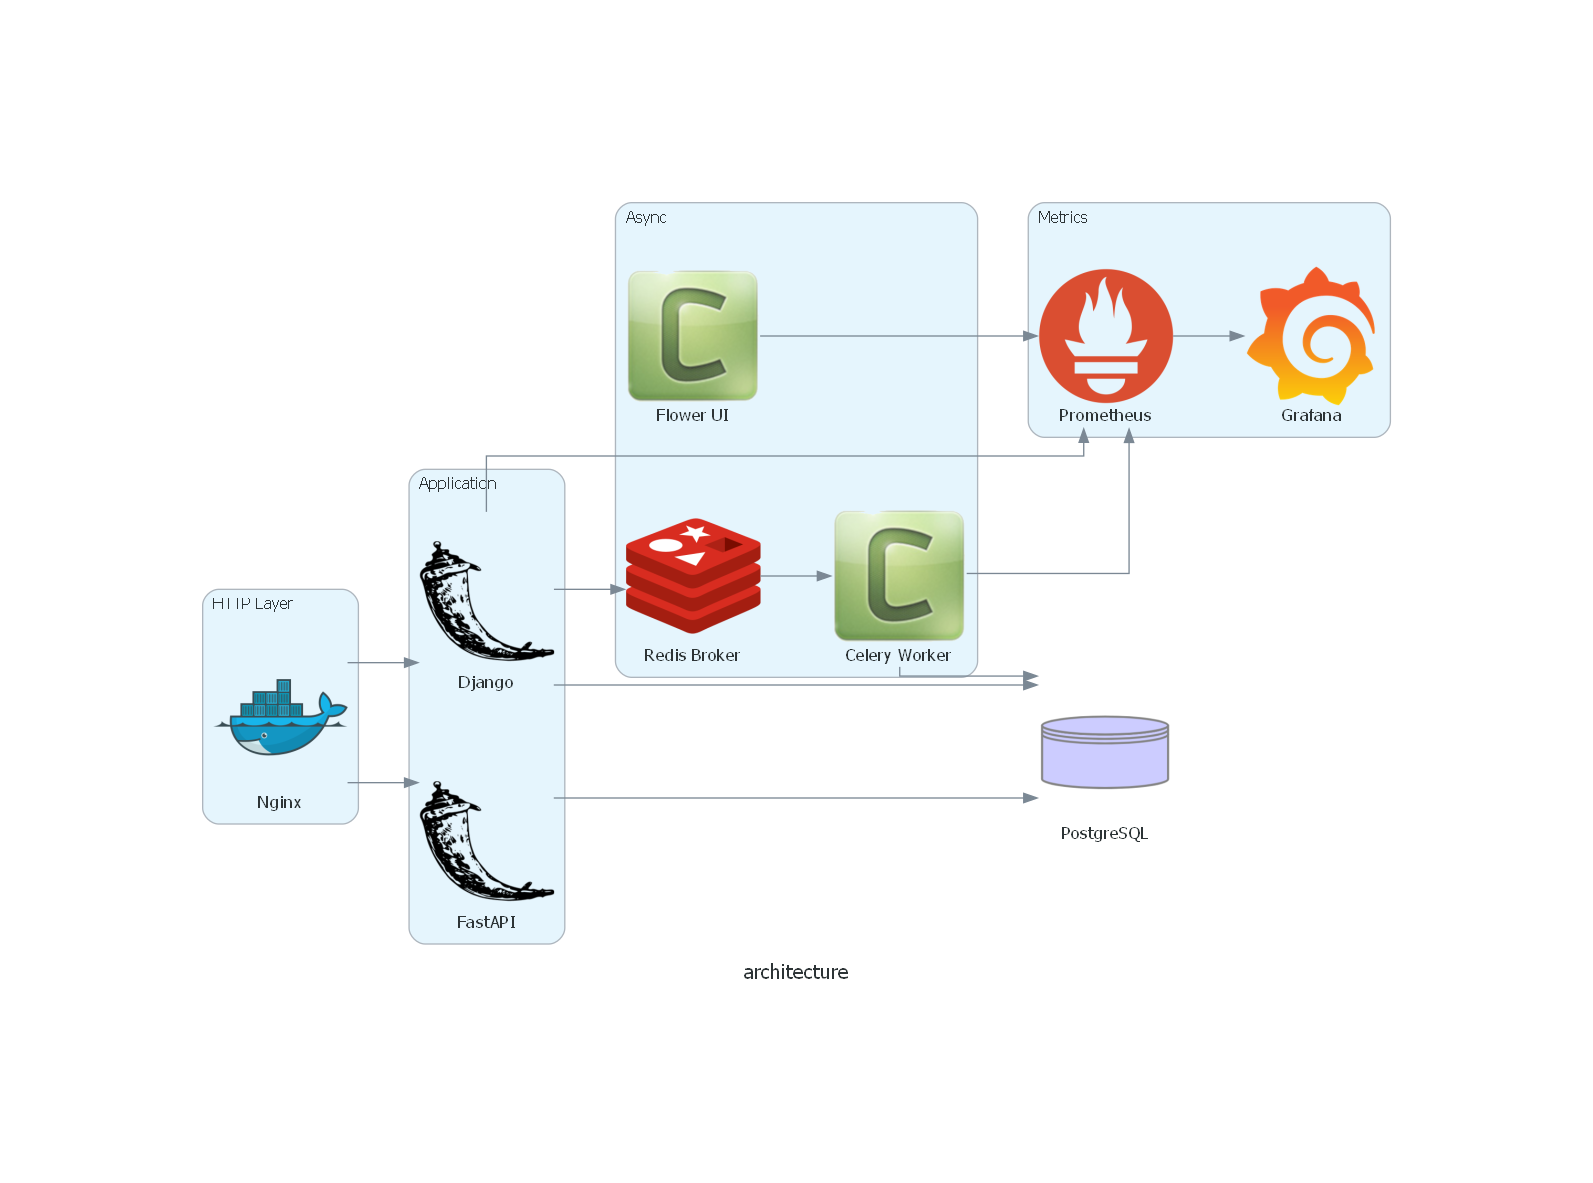 Async
Metrics
Flower UI
Prometheus
Grafana
Application
HTTP Layer
Redis Broker
Celery Worker
Django
Nginx
PostgreSQL
FastAPI
architecture